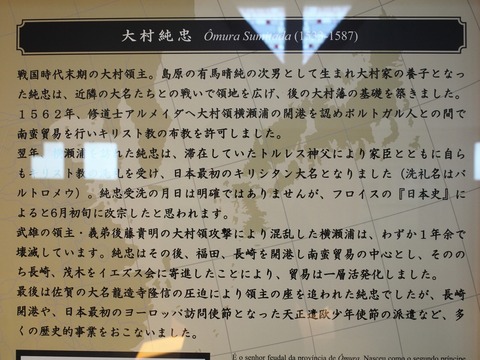 大村純忠 Ōmura Sumitada (1533-1587)
戦国時代末期の大村領主。島原の有馬晴純の次男として生まれ大村家の養子となっ
た純忠は、近隣の大名たちとの戦いで領地を広げ、後の大村藩の基礎を築きました。
1562年、修道士アルメイダへ大村領横瀬浦の開港を認めポルトガル人との間で
南蛮貿易を行いキリスト教の布教を許可しました。
翌年、横瀬浦を訪れた純忠は、滞在していたトルレス神父により家臣とともに自ら
もキリスト教の洗礼を受け、日本最初のキリシタン大名となりました（洗礼名はバ
ルトロメウ）。純忠受洗の月日は明確ではありませんが、フロイスの『日本史』に
よると6月初旬に改宗したと思われます。
武雄の領主・義弟後藤貴明の大村領攻撃により混乱した横瀬浦は、わずか1年余で
壊滅しています。純忠はその後、福田、長崎を開港し南蛮貿易の中心とし、そのの
ち長崎、茂木をイエズス会に寄進したことにより、貿易は一層活発化しました。
最後は佐賀の大名龍造寺隆信の圧迫により領主の座を追われた純忠でしたが、長崎
開港や、日本最初のヨーロッパ訪問使節となった天正遣欧少年使節の派遣など、多
くの歴史的事業をおこないました。
É o senhor feudal da província de Ōmura. Nasceu como o segundo príncipe